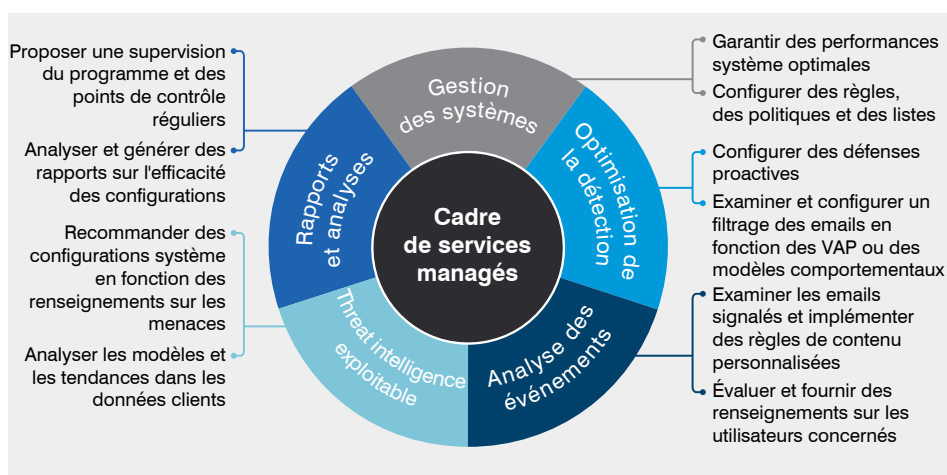 Proposer une supervision
du programme et des
points de contrôle
réguliers
Analyser et générer des
rapports sur l'efficacité
des configurations
Recommander des
configurations système
en fonction des
renseignements sur les
menaces
Analyser les modèles et
les tendances dans les
données clients
Gestion
des systèmes
Optimisation de
la détection
Analyse des
événements
Threat intelligence
exploitable
Rapports
et analyses
Cadre
de services
managés
Garantir des performances
système optimales
Configurer des règles,
des politiques et des listes
Configurer des défenses
proactives
Examiner et configurer un
filtrage des emails en
fonction des VAP ou des
modèles comportementaux
Examiner les emails
signalés et implémenter
des règles de contenu
personnalisées
Évaluer et fournir des
renseignements sur les
utilisateurs concernés